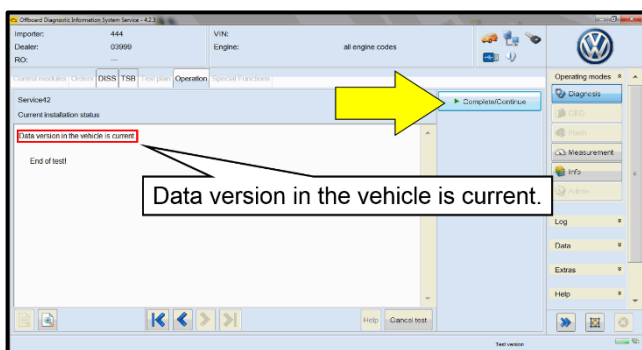 Offboard Diagnostic Information System Service - 4.2.3
Importer: 444
Dealer: 03999
RO: ---
VIN:
Engine: all engine codes
Control modules Orders DISS TSB Test plan Operation Special Functions
Operating modes
Service42
Current installation status
Complete/Continue
Diagnosis
OBD
Flash
Measurement
Info
Admin
Data version in the vehicle is current.
End of test!
Data version in the vehicle is current.
Log
Data
Extras
Help
Help Cancel test
Test version